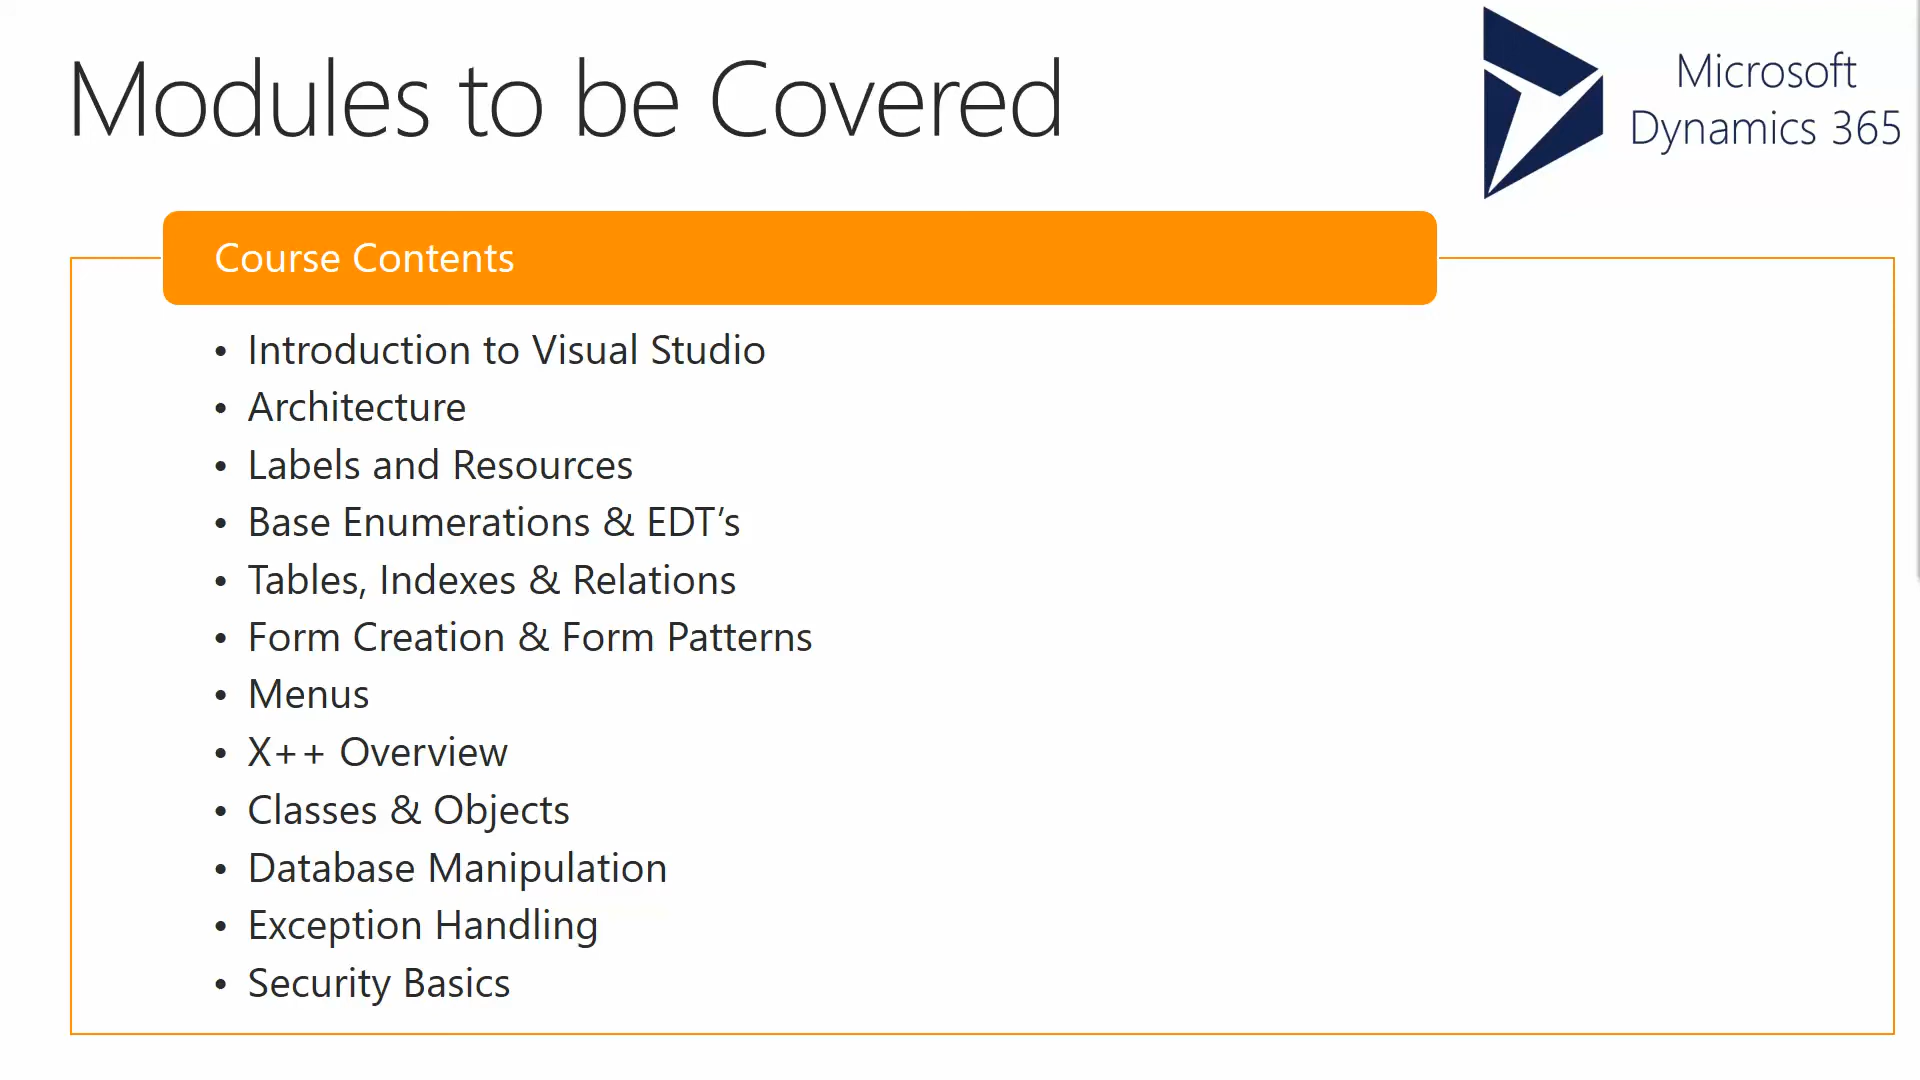 Modules to be Covered
Microsoft
Dynamics 365
Course Contents
• Introduction to Visual Studio
• Architecture
• Labels and Resources
• Base Enumerations & EDT’s
• Tables, Indexes & Relations
• Form Creation & Form Patterns
• Menus
• X++ Overview
• Classes & Objects
• Database Manipulation
• Exception Handling
• Security Basics